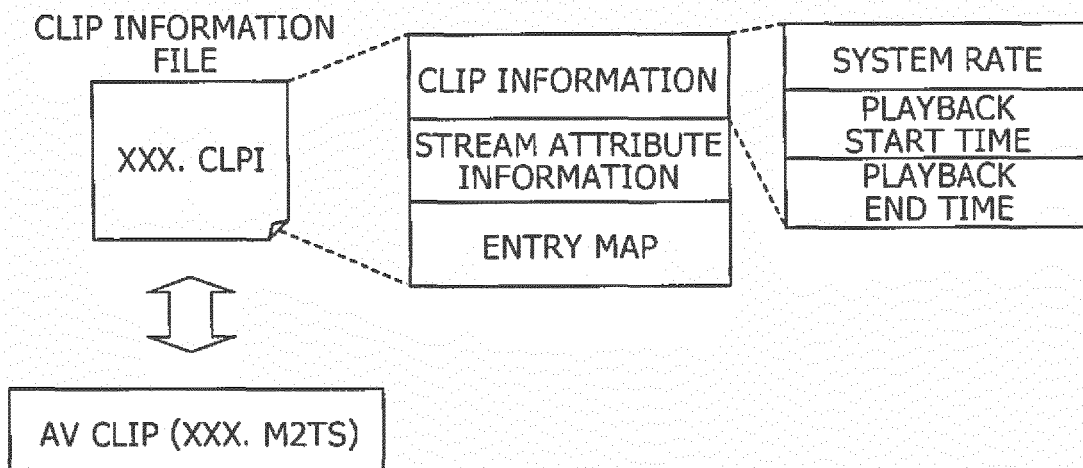 CLIP INFORMATION
FILE
XXX. CLPI
CLIP INFORMATION
STREAM ATTRIBUTE
INFORMATION
ENTRY MAP
SYSTEM RATE
PLAYBACK
START TIME
PLAYBACK
END TIME
AV CLIP (XXX. M2TS)